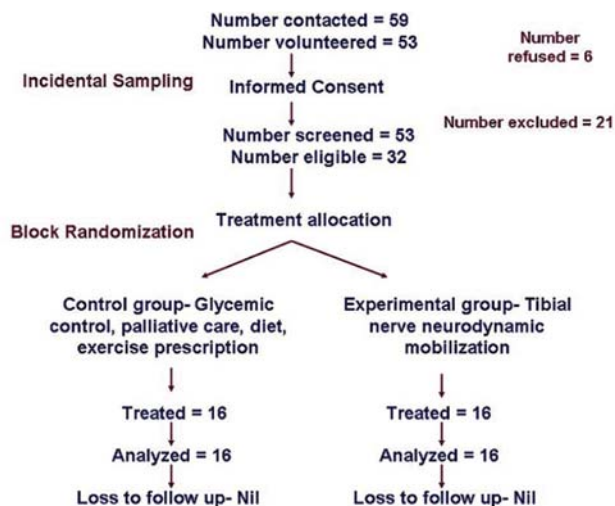 Number contacted = 59
Number volunteered = 53
Number
refused = 6
Incidental Sampling
Informed Consent
Number excluded = 21
Number screened = 53
Number eligible = 32
Treatment allocation
Block Randomization
Control group- Glycemic
control, palliative care, diet,
exercise prescription
Experimental group- Tibial
nerve neurodynamic
mobilization
Treated = 16
Treated = 16
Analyzed = 16
Analyzed = 16
Loss to follow up- Nil
Loss to follow up- Nil